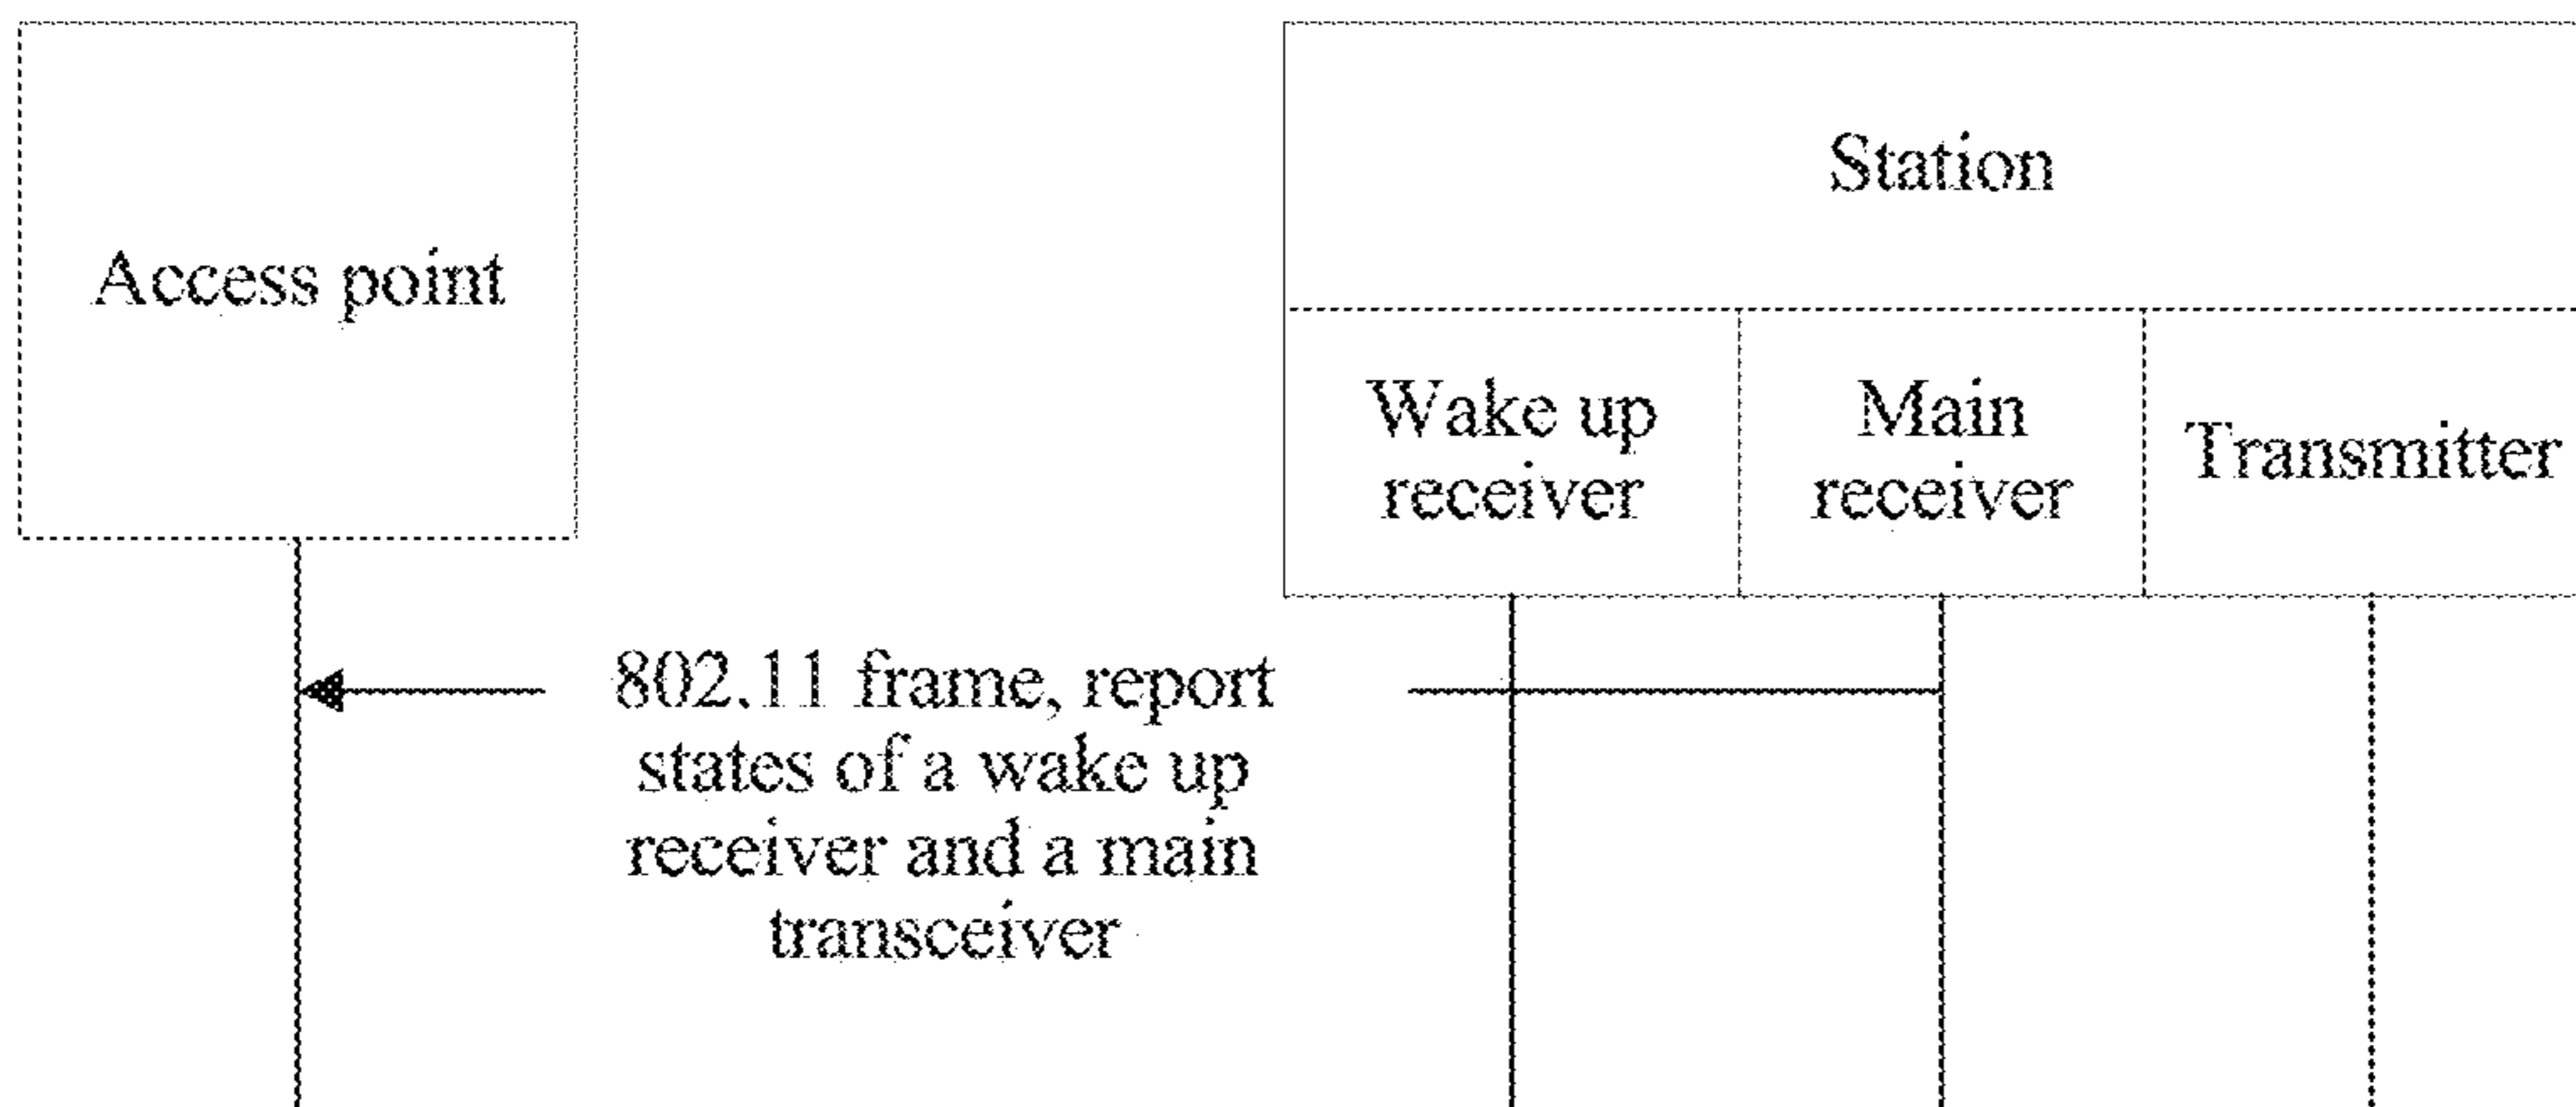 Access point
Station
Wake up
receiver
Main
receiver
Transmitter
802.11 frame, report
states of a wake up
receiver and a main
transceiver